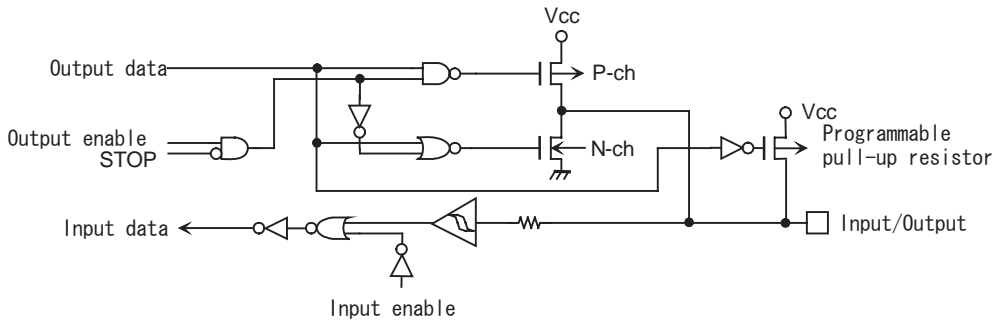 Vcc
Output data
P-ch
Vcc
Output enable
STOP
N-ch
Programmable
pull-up resistor
Input data
Input/Output
Input enable